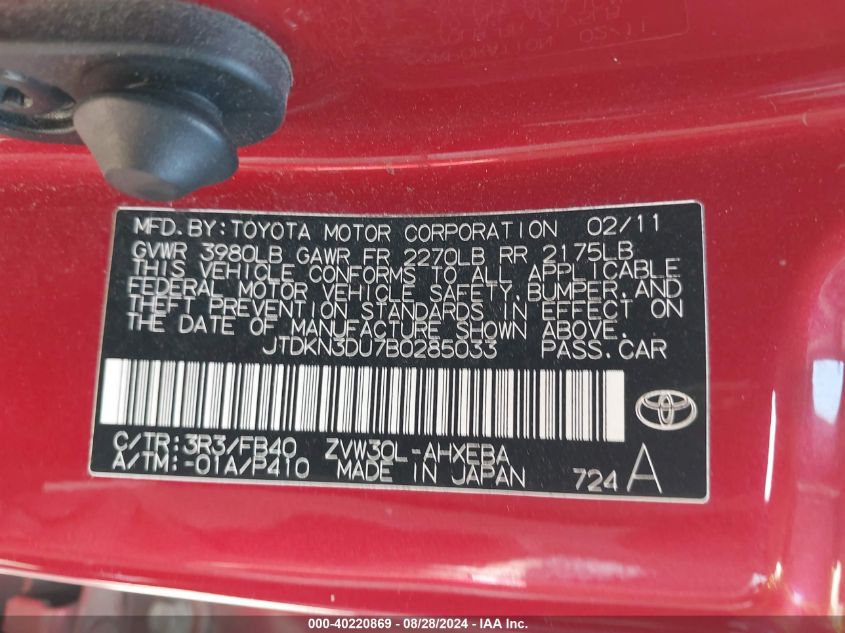 MFD.BY:TOYOTA MOTOR CORPORATION 02/11
GVWR 3980LB GAWR FR 2270LB RR 2175LB
THIS VEHICLE CONFORMS TO ALL APPLICABLE
FEDERAL MOTOR VEHICLE SAFETY,BUMPER,AND
THEFT PREVENTION STANDARDS IN EFFECT ON
THE DATE OF MANUFACTURE SHOWN ABOVE.
JTDKN3DU7B0285033 PASS.CAR
C/TR:3R3/FB40 ZVW30L-AHXEBA
A/TM:-01A/P410 MADE IN JAPAN 724 A
000-40220869 - 08/28/2024 - IAA Inc.